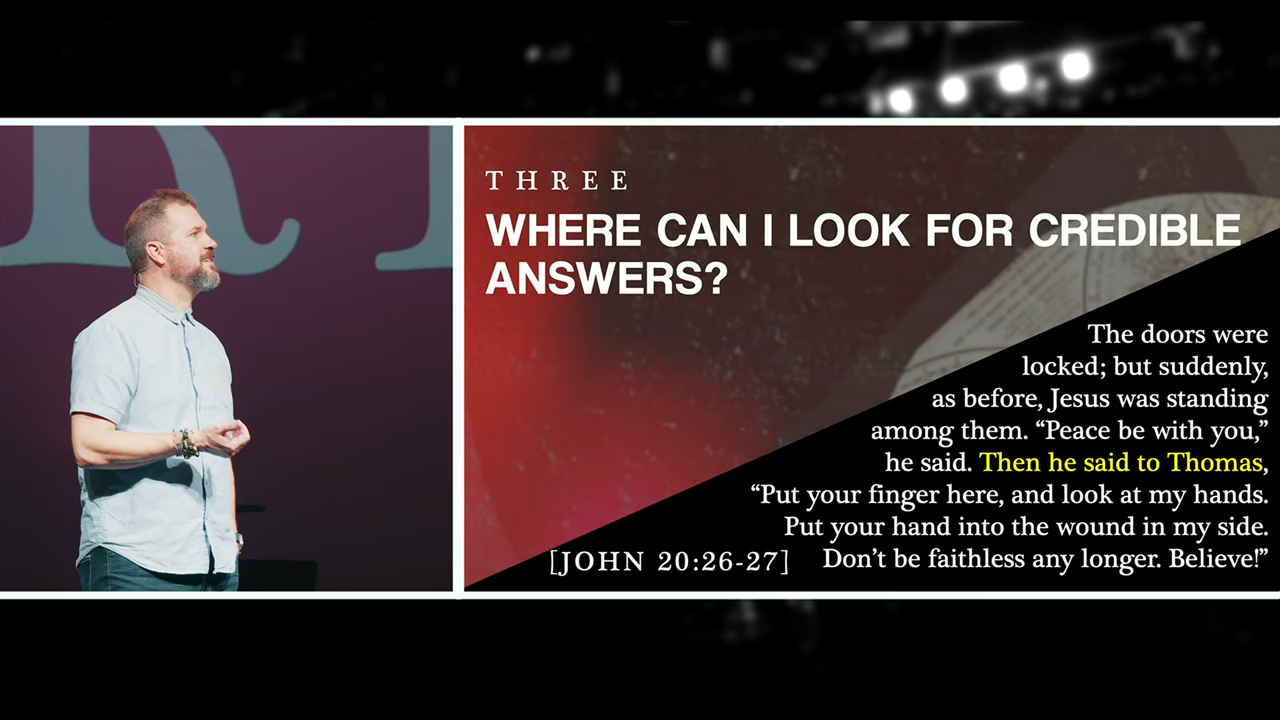 THREE
WHERE CAN I LOOK FOR CREDIBLE
ANSWERS?
The doors were
locked; but suddenly,
as before, Jesus was standing
among them. “Peace be with you,”
he said. Then he said to Thomas,
“Put your finger here, and look at my hands.
Put your hand into the wound in my side.
[JOHN 20:26-27] Don’t be faithless any longer. Believe!”